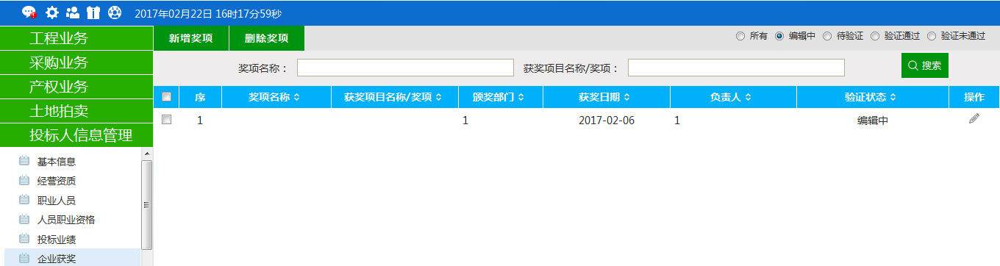 2017年02月22日 16时17分59秒
工程业务
采购业务
产权业务
土地拍卖
投标人信息管理
基本信息
经营资质
职业人员
人员职业资格
投标业绩
企业获奖
新增奖项 删除奖项 所有 编辑中 待验证 验证通过 验证未通过
奖项名称： 获奖项目名称/奖项： 搜索
序 奖项名称 获奖项目名称/奖项 颁奖部门 获奖日期 负责人 验证状态 操作
1 1 2017-02-06 1 编辑中